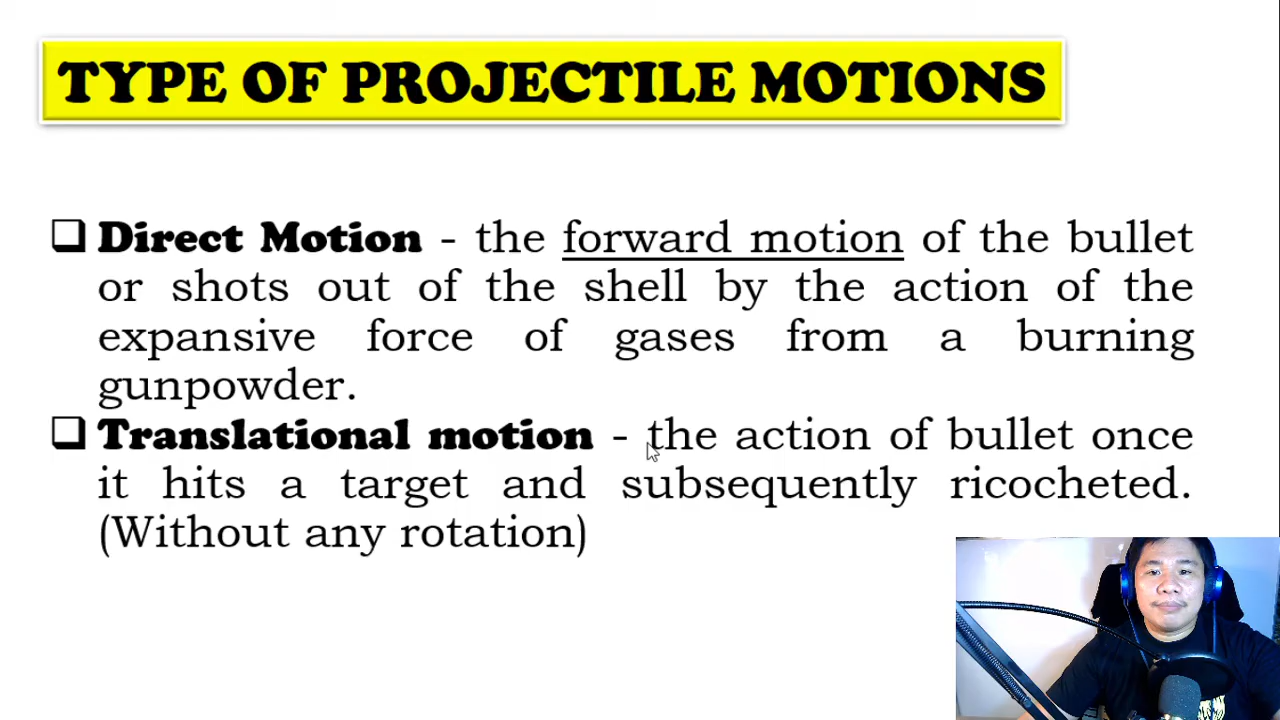 TYPE OF PROJECTILE MOTIONS
Direct Motion - the forward motion of the bullet
or shots out of the shell by the action of the
expansive force of gases from a burning
gunpowder.
Translational motion - the action of bullet once
it hits a target and subsequently ricocheted.
(Without any rotation)